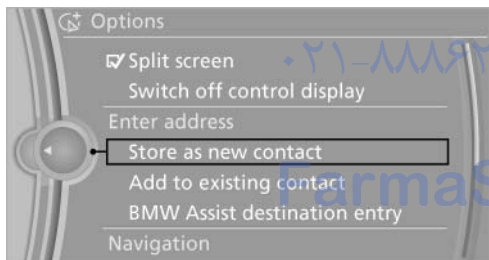 Options
Split screen
Switch off control display
Enter address
Store as new contact
Add to existing contact
BMW Assist destination entry
Navigation